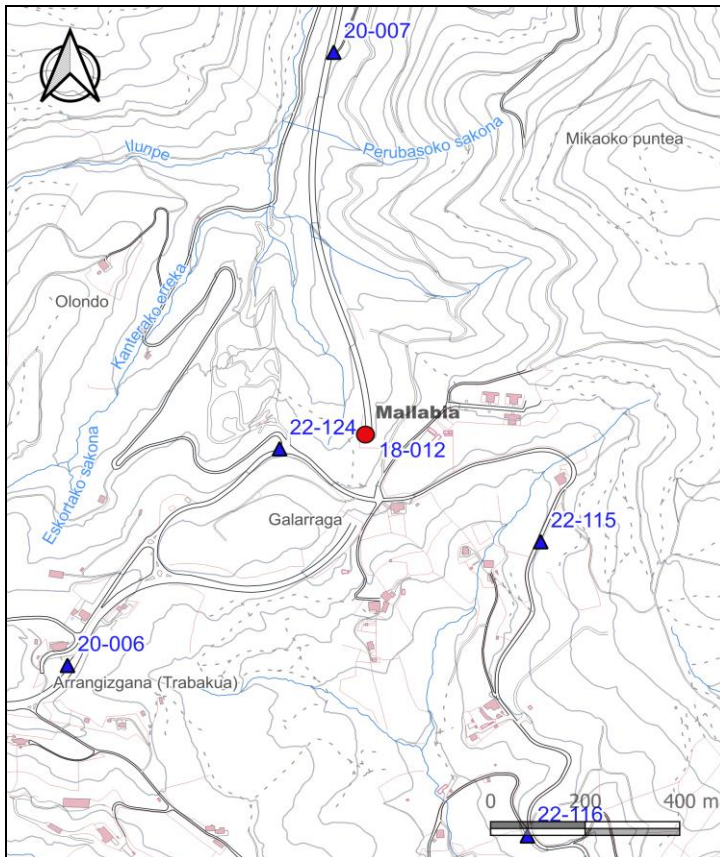 20-007
Ilunpe
Perubasoko sakona
Mikaoko puntea
Olondo
Kanterako erreka
Mallabia
22-124
18-012
Eskortako sakona
Galarraga
22-115
20-006
Arrangizgana (Trabakua)
0 200 400 m
22-116